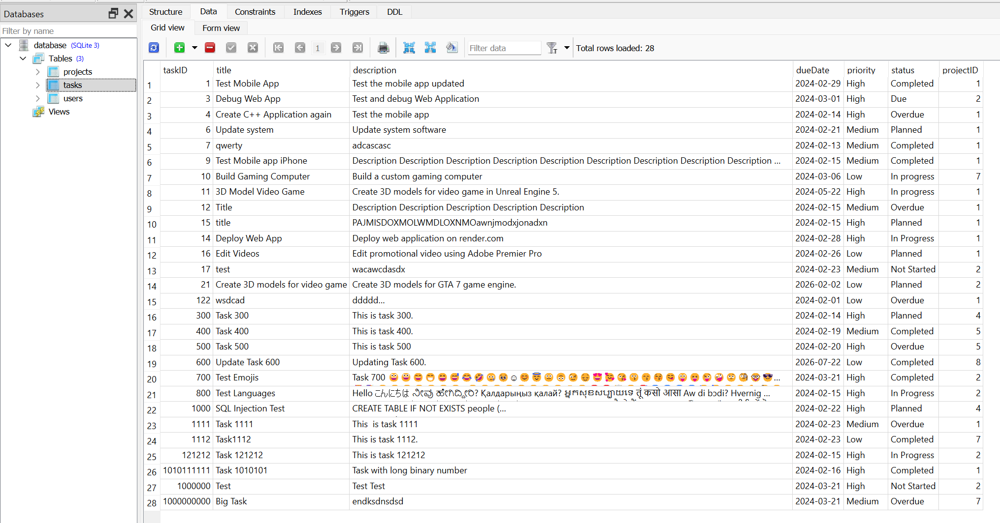 Databases
Filter by name
database (SQLite 3)
Tables (3)
projects
tasks
users
Views
Structure Data Constraints Indexes Triggers DDL
Grid view Form view
1 Filter data Total rows loaded: 28
taskID title description dueDate priority status projectID
1 1 Test Mobile App Test the mobile app updated 2024-02-29 High Completed 1
2 3 Debug Web App Test and debug Web Application 2024-03-01 High Due 2
3 4 Create C++ Application again Test the mobile app 2024-02-14 High Overdue 1
4 6 Update system Update system software 2024-02-21 Medium Planned 1
5 7 qwerty adcascasc 2024-02-13 Medium Completed 1
6 9 Test Mobile app iPhone Description Description Description Description Description Description Description Description Description ... 2024-02-15 Medium Completed 1
7 10 Build Gaming Computer Build a custom gaming computer 2024-03-06 Low In progress 7
8 11 3D Model Video Game Create 3D models for video game in Unreal Engine 5. 2024-05-22 High In progress 1
9 12 Title Description Description Description Description Description 2024-02-15 Medium Overdue 1
10 15 title PAJMISDOXMOLWMDLOXNMOawnjmodxjonadxn 2024-02-15 High Planned 1
11 14 Deploy Web App Deploy web application on render.com 2024-02-28 High In Progress 1
12 16 Edit Videos Edit promotional video using Adobe Premier Pro 2024-02-26 Low Planned 1
13 17 test wacawcdasdx 2024-02-23 Medium Not Started 2
14 21 Create 3D models for video game Create 3D models for GTA 7 game engine. 2026-02-02 Low Planned 2
15 122 wsdcad ddddd... 2024-02-01 Low Overdue 1
16 300 Task 300 This is task 300. 2024-02-14 High Planned 4
17 400 Task 400 This is task 400. 2024-02-19 Medium Completed 5
18 500 Task 500 This is task 500 2024-02-20 High Overdue 5
19 600 Update Task 600 Updating Task 600. 2026-07-22 Low Completed 8
20 700 Test Emojis Task 700 ... 2024-03-21 High Completed 2
21 800 Test Languages Hello こんにちは ನೀವು ಹೇಗಿದ್ದೀರಿ? Қалдарыңыз қалай? អ្នកសុខសប្បាយទេ तूं कसो आसा Aw di bɔdi? Hvernig ... 2024-02-15 High In Progress 2
22 1000 SQL Injection Test CREATE TABLE IF NOT EXISTS people (... 2024-02-22 High Planned 4
23 1111 Task 1111 This  is task 1111 2024-02-23 Medium Overdue 1
24 1112 Task1112 This is task 1112. 2024-02-23 Low Completed 7
25 121212 Task 121212 This is task 121212 2024-02-15 High In Progress 2
26 1010111111 Task 1010101 Task with long binary number 2024-02-16 High Completed 1
27 1000000 Test Test Test 2024-03-21 High Not Started 2
28 1000000000 Big Task endksdnsdsd 2024-03-21 Medium Overdue 7